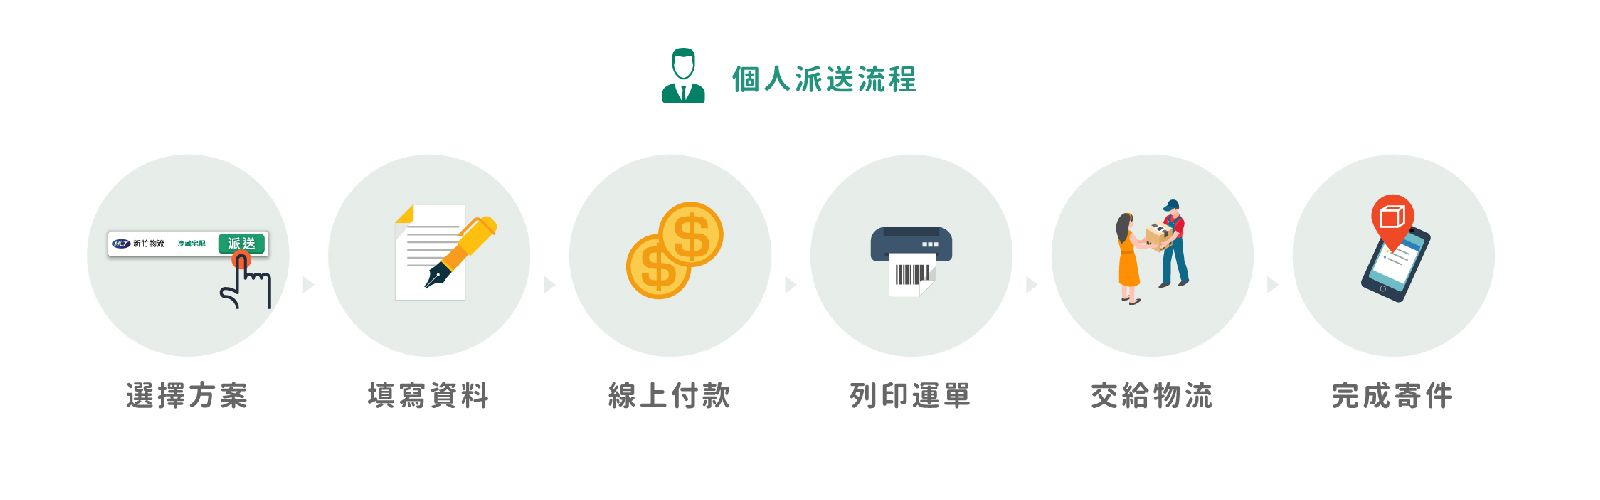 個人派送流程
HCT 新竹物流 派送
選擇方案
填寫資料
線上付款
列印運單
交給物流
完成寄件